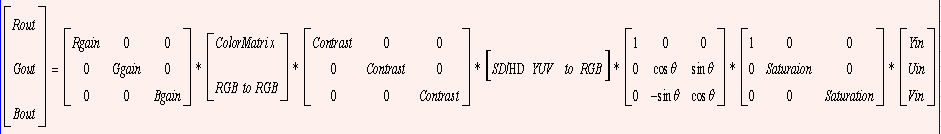 Rout Rgain 0 0 ColorMatrix Contrast 0 0 1 0 0 1 0 0 Yin
Gout = 0 Ggain 0 * * 0 Contrast 0 * SD/HD YUV to RGB * 0 cos θ sin θ * 0 Saturaion 0 * Uin
Bout 0 0 Bgain RGB to RGB 0 0 Contrast 0 −sin θ cos θ 0 0 Saturation Vin